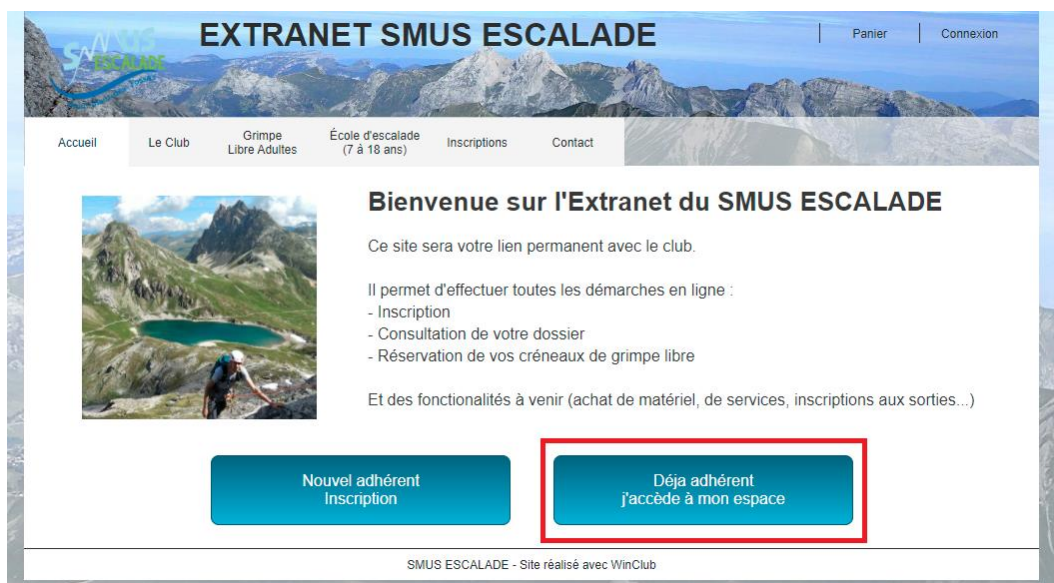 SMUS
ESCALADE
EXTRANET SMUS ESCALADE
Panier
Connexion
Accueil
Le Club
Grimpe
Libre Adultes
École d'escalade
(7 à 18 ans)
Inscriptions
Contact
Bienvenue sur l'Extranet du SMUS ESCALADE
Ce site sera votre lien permanent avec le club.
Il permet d'effectuer toutes les démarches en ligne :
- Inscription
- Consultation de votre dossier
- Réservation de vos créneaux de grimpe libre
Et des fonctionalités à venir (achat de matériel, de services, inscriptions aux sorties...)
Nouvel adhérent
Inscription
Déja adhérent
j'accède à mon espace
SMUS ESCALADE - Site réalisé avec WinClub